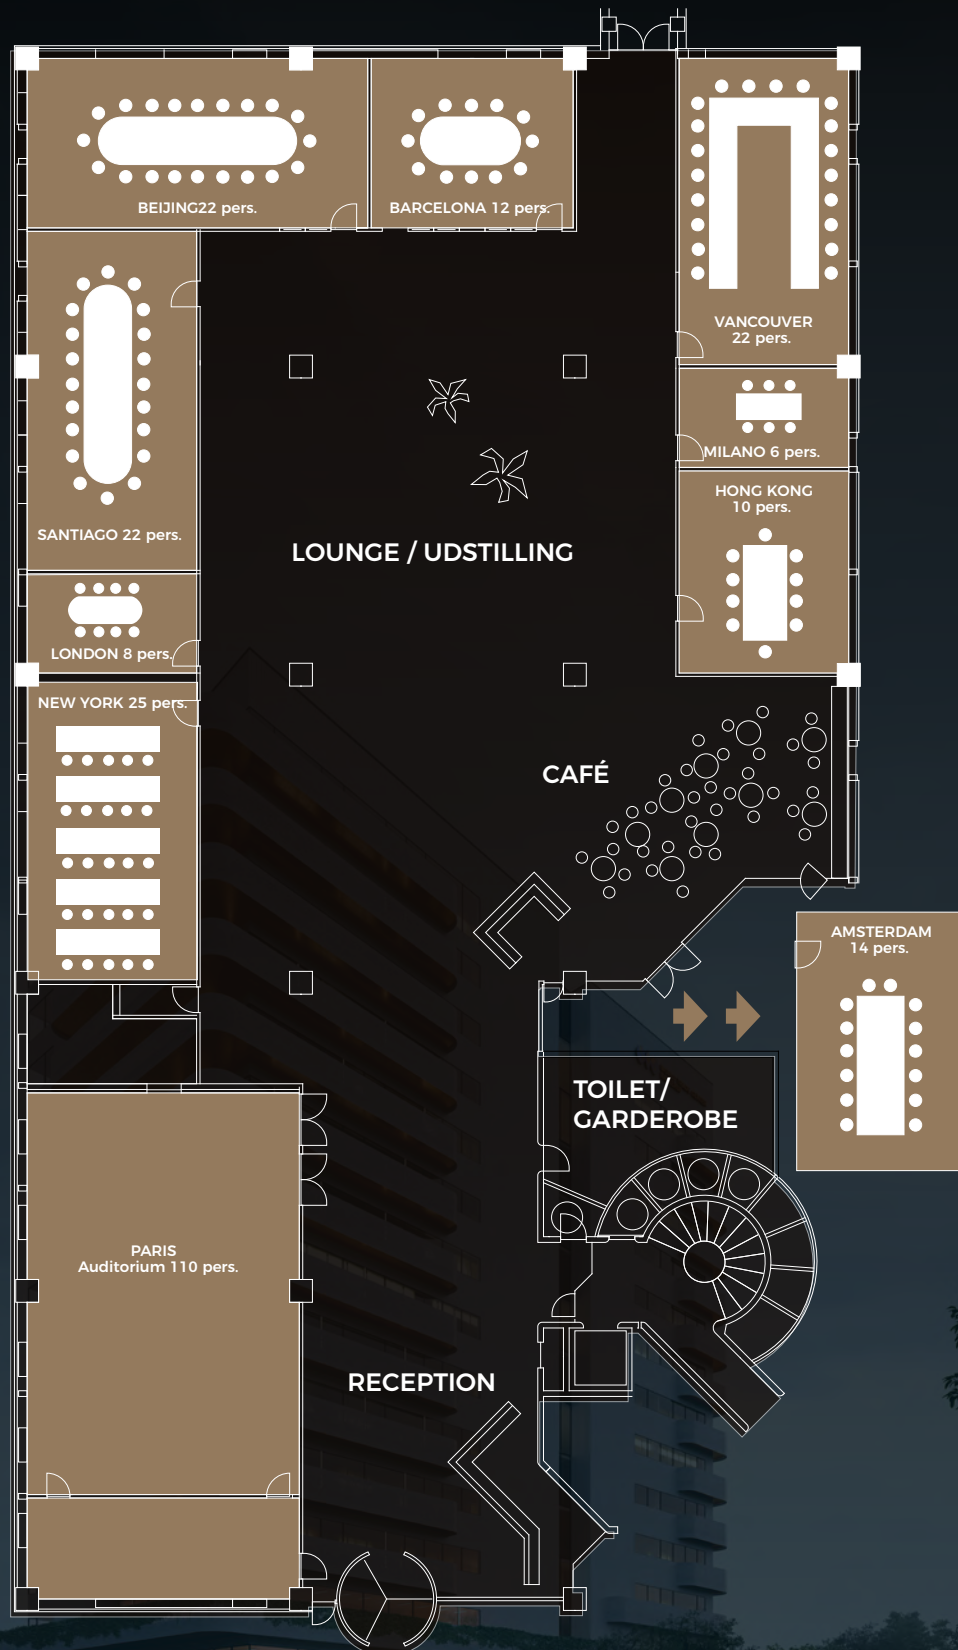 BEIJING22 pers.
BARCELONA 12 pers.
VANCOUVER
22 pers.
MILANO 6 pers.
HONG KONG
10 pers.
SANTIAGO 22 pers.
LOUNGE / UDSTILLING
LONDON 8 pers.
NEW YORK 25 pers.
CAFÉ
AMSTERDAM
14 pers.
TOILET/
GARDEROBE
PARIS
Auditorium 110 pers.
RECEPTION